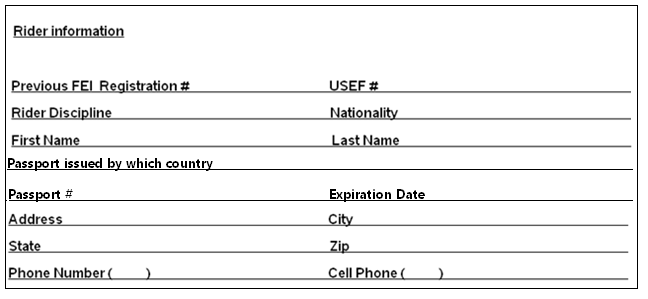 Rider information
Previous FEI Registration # USEF #
Rider Discipline Nationality
First Name Last Name
Passport issued by which country
Passport # Expiration Date
Address City
State Zip
Phone Number ( ) Cell Phone ( )